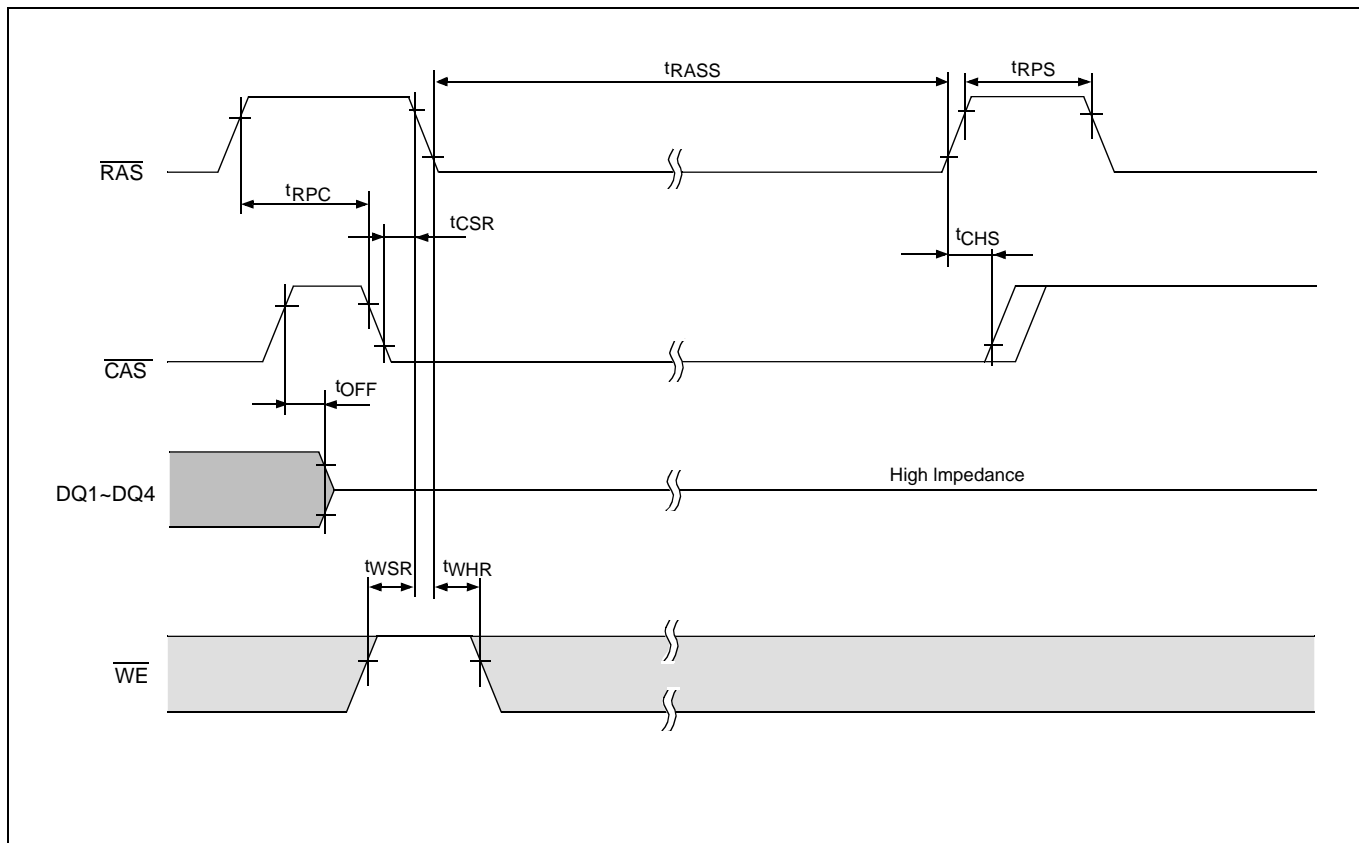 tRASS
tRPS
RAS
tRPC
tCSR
tCHS
CAS
tOFF
DQ1~DQ4
High Impedance
tWSR
tWHR
WE